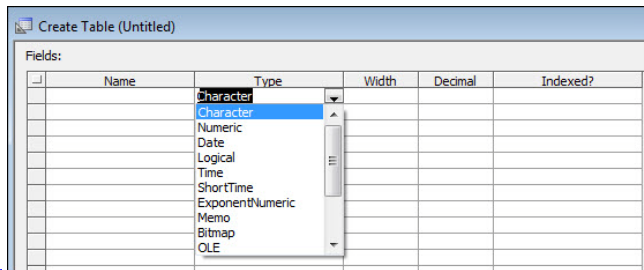 Create Table (Untitled)
Fields:
Name Type Width Decimal Indexed?
Character
Character
Numeric
Date
Logical
Time
ShortTime
ExponentNumeric
Memo
Bitmap
OLE